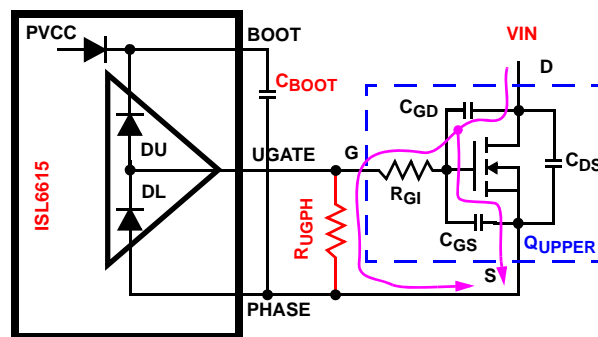 PVCC
BOOT
VIN
D
CBOOT
CGD
DU
UGATE
G
CDS
DL
RGI
ISL6615
RUGPH
CGS
QUPPER
S
PHASE